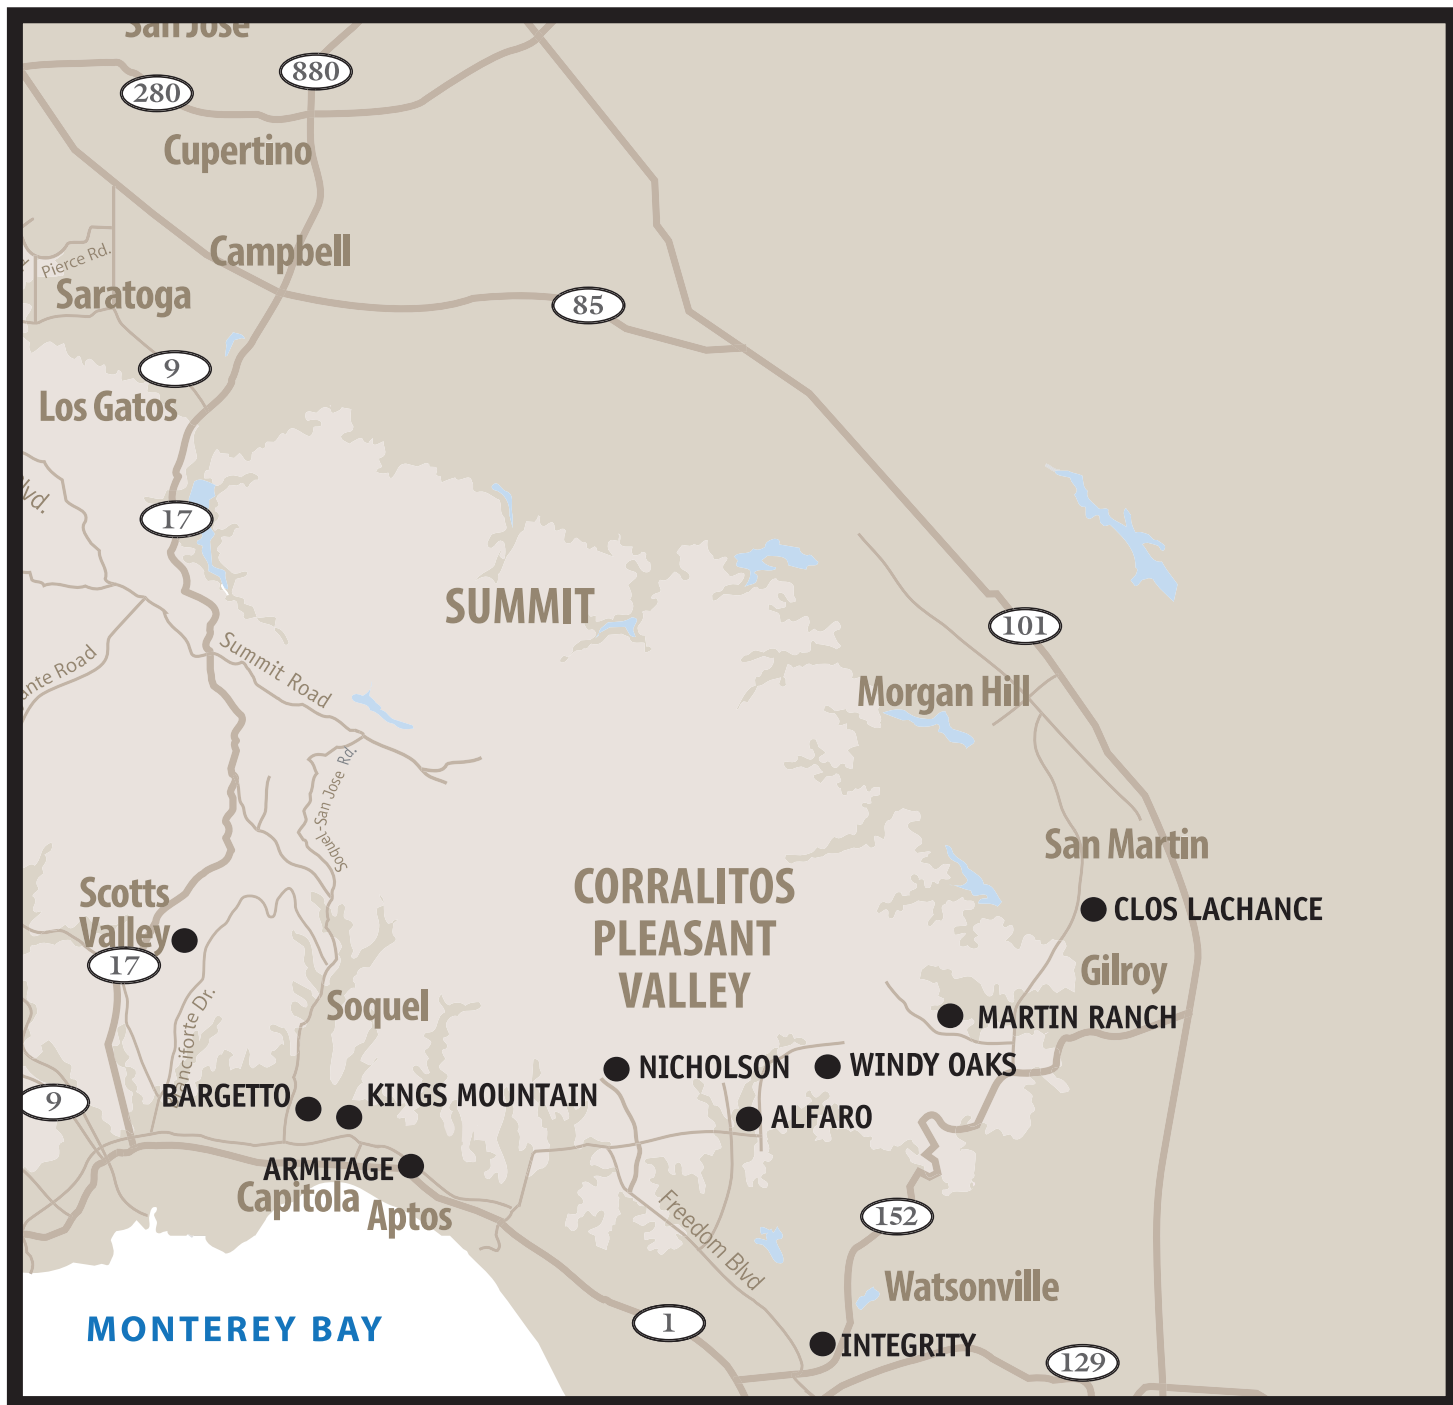 San Jose
880
280
Cupertino
Campbell
Pierce Rd.
Saratoga
85
9
Los Gatos
17
SUMMIT
101
Summit Road
Morgan Hill
Soquel-San Jose Rd.
San Martin
CORRALITOS
PLEASANT
VALLEY
Scotts
Valley
CLOS LACHANCE
17
Gilroy
Soquel
MARTIN RANCH
NICHOLSON
WINDY OAKS
BARGETTO
KINGS MOUNTAIN
9
ALFARO
ARMITAGE
Capitola
Aptos
Freedom Blvd
152
Watsonville
MONTEREY BAY
1
INTEGRITY
129